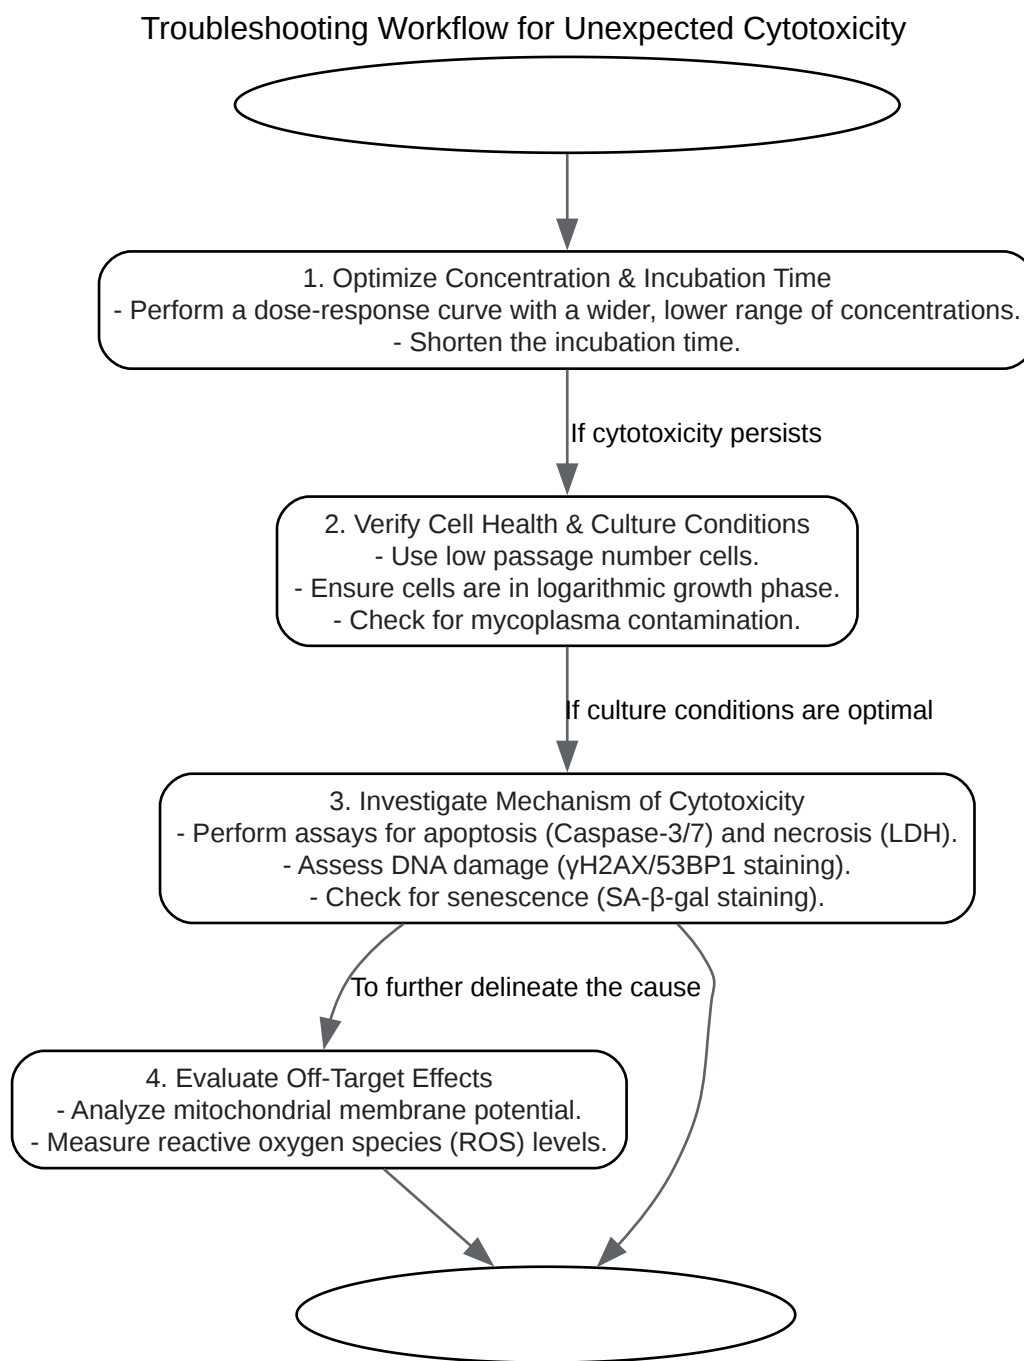 Troubleshooting Workflow for Unexpected Cytotoxicity
1. Optimize Concentration & Incubation Time
- Perform a dose-response curve with a wider, lower range of concentrations.
- Shorten the incubation time.
If cytotoxicity persists
2. Verify Cell Health & Culture Conditions
- Use low passage number cells.
- Ensure cells are in logarithmic growth phase.
- Check for mycoplasma contamination.
If culture conditions are optimal
3. Investigate Mechanism of Cytotoxicity
- Perform assays for apoptosis (Caspase-3/7) and necrosis (LDH).
- Assess DNA damage (γH2AX/53BP1 staining).
- Check for senescence (SA-β-gal staining).
To further delineate the cause
4. Evaluate Off-Target Effects
- Analyze mitochondrial membrane potential.
- Measure reactive oxygen species (ROS) levels.